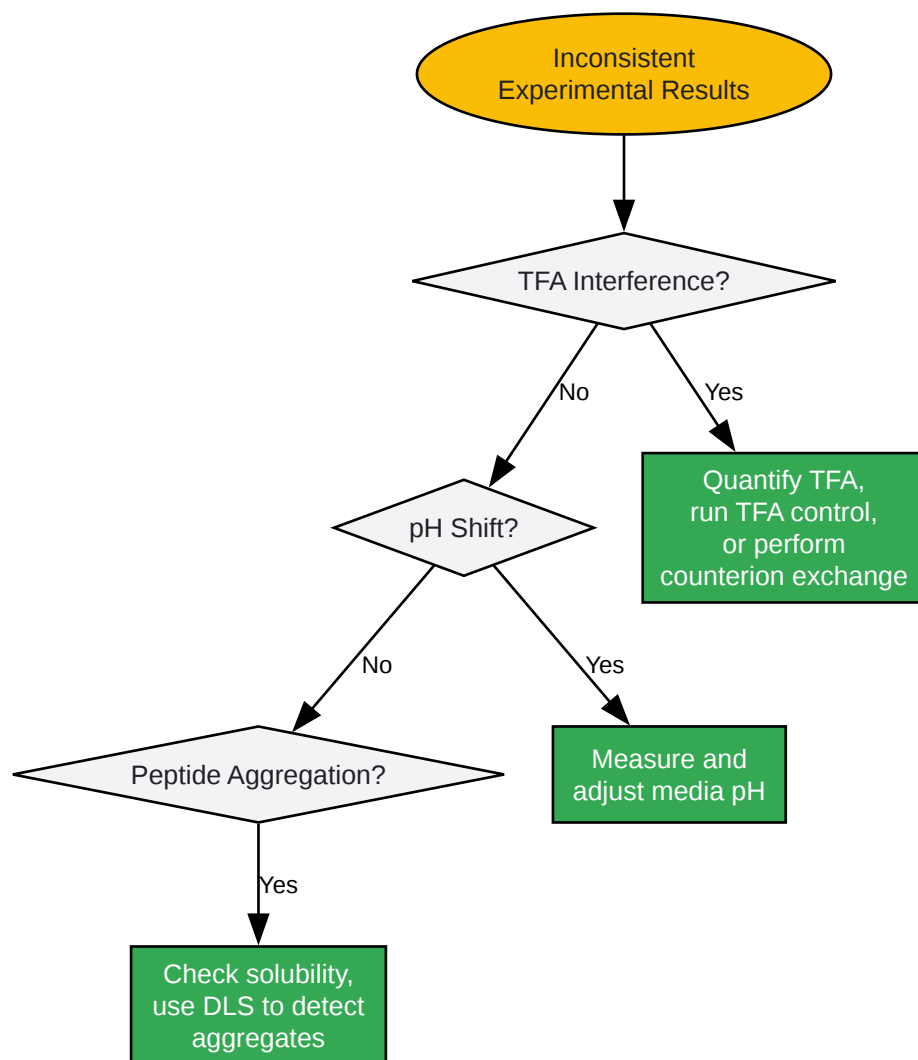 Inconsistent
Experimental Results
TFA Interference?
No
Yes
Quantify TFA,
run TFA control,
or perform
counterion exchange
pH Shift?
No
Yes
Measure and
adjust media pH
Peptide Aggregation?
Yes
Check solubility,
use DLS to detect
aggregates